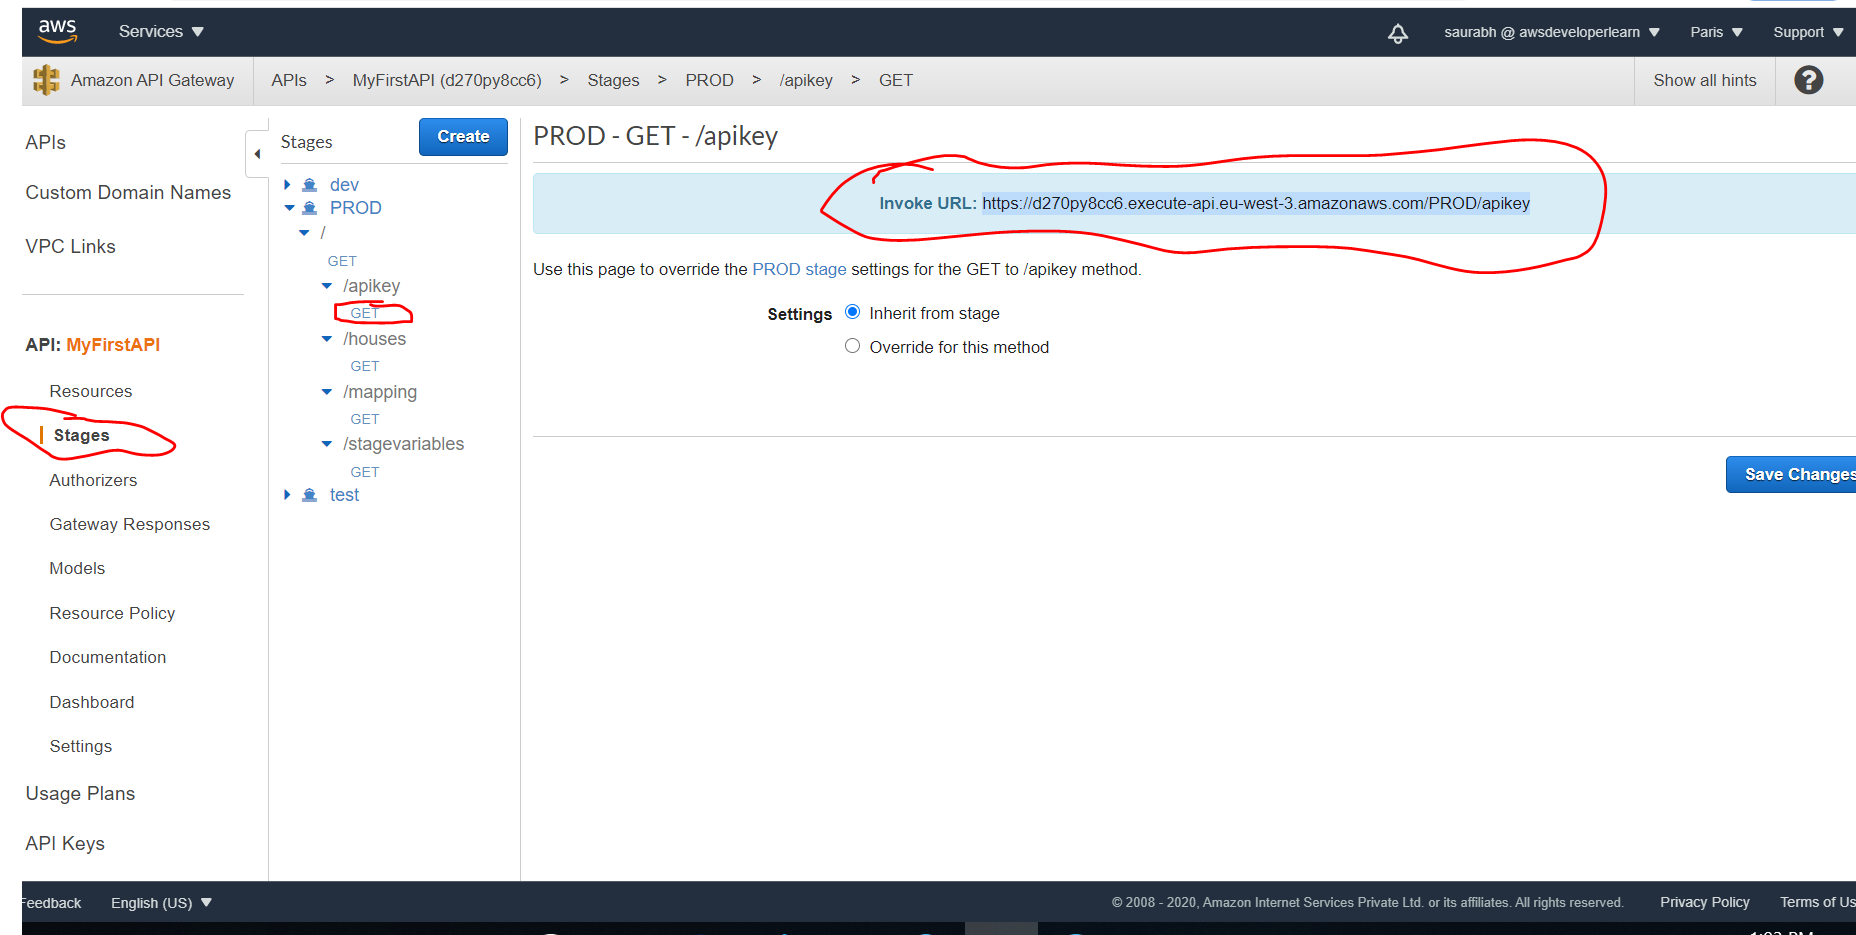 aws Services saurabh @ awsdeveloperlearn Paris Support
Amazon API Gateway APIs > MyFirstAPI (d270py8cc6) > Stages > PROD > /apikey > GET Show all hints ?
APIs
Custom Domain Names
VPC Links
API: MyFirstAPI
Resources
Stages
Authorizers
Gateway Responses
Models
Resource Policy
Documentation
Dashboard
Settings
Usage Plans
API Keys
Stages Create
dev
PROD
/
GET
/apikey
GET
/houses
GET
/mapping
GET
/stagevariables
GET
test
PROD - GET - /apikey
Invoke URL: https://d270py8cc6.execute-api.eu-west-3.amazonaws.com/PROD/apikey
Use this page to override the PROD stage settings for the GET to /apikey method.
Settings Inherit from stage
Override for this method
Save Changes
Feedback English (US) © 2008 - 2020, Amazon Internet Services Private Ltd. or its affiliates. All rights reserved. Privacy Policy Terms of Us